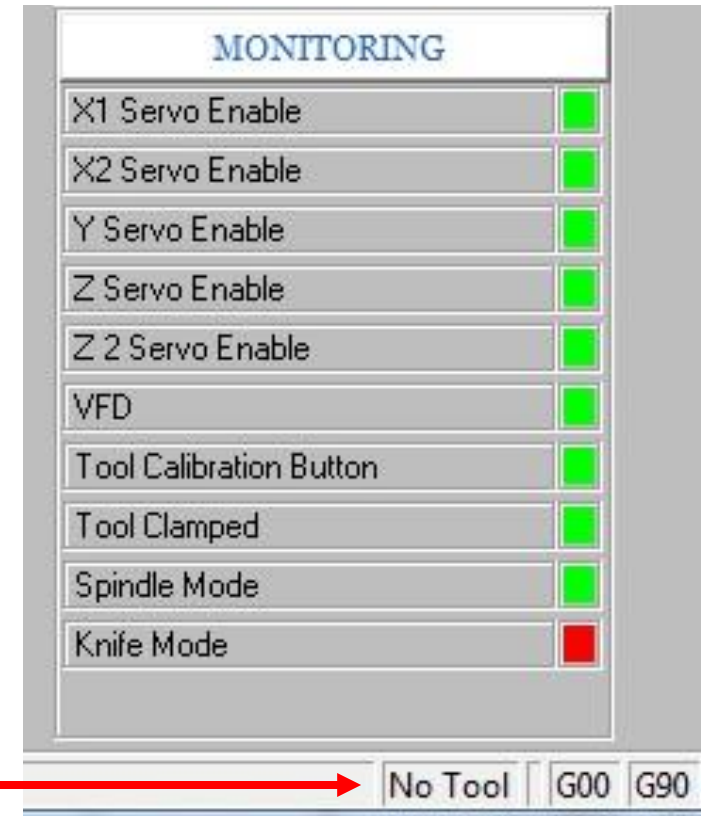 MONITORING
X1 Servo Enable
X2 Servo Enable
Y Servo Enable
Z Servo Enable
Z 2 Servo Enable
VFD
Tool Calibration Button
Tool Clamped
Spindle Mode
Knife Mode
No Tool G00 G90